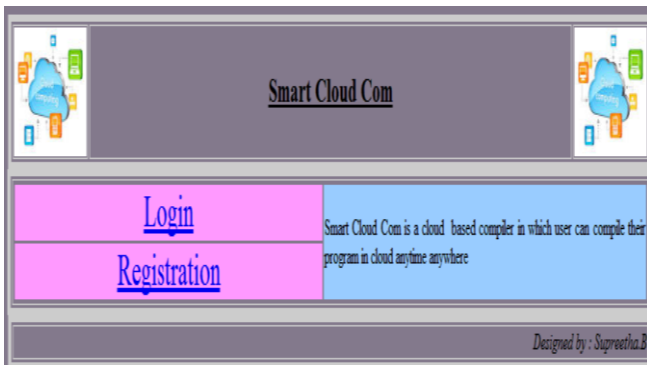 Smart Cloud Com
Login
Registration
Smart Cloud Com is a cloud based compiler in which user can compile their
program in cloud anytime anywhere
Designed by : Supreetha.B